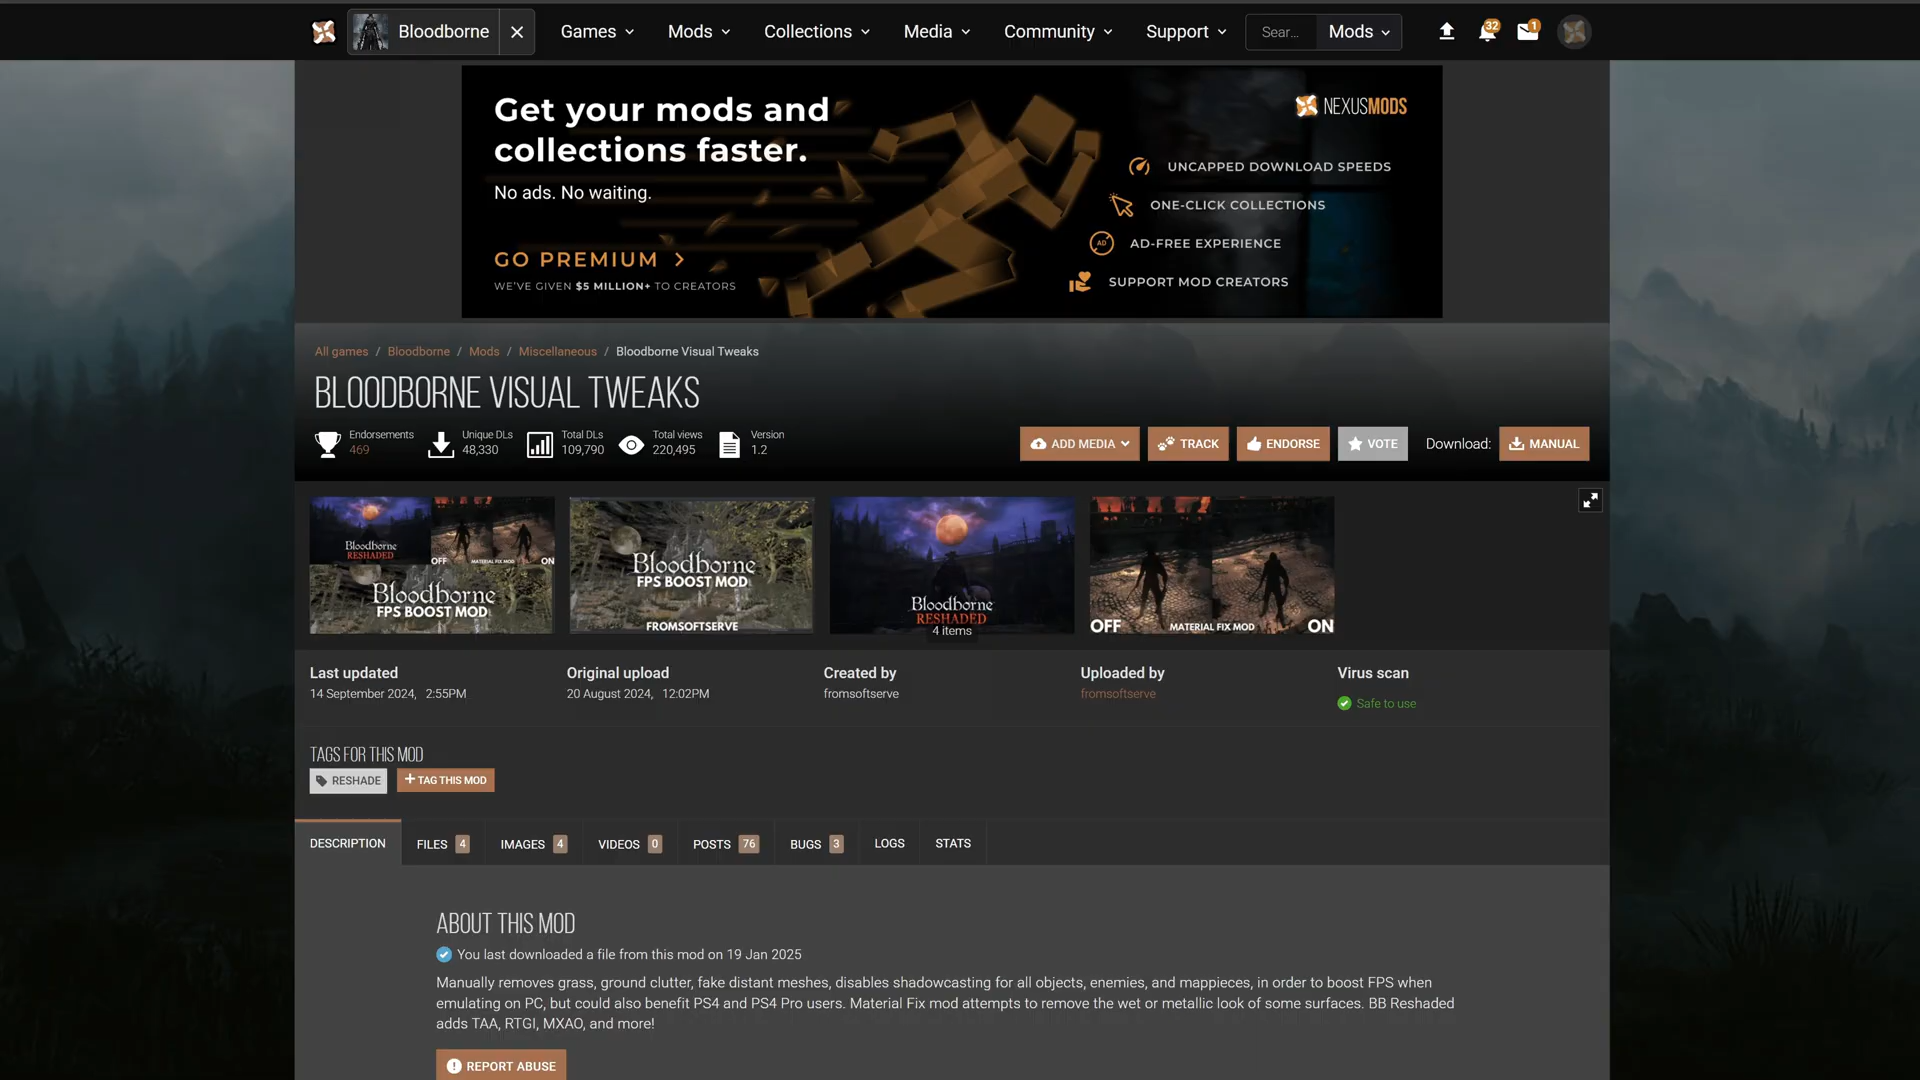 Bloodborne
Games
Mods
Collections
Media
Community
Support
Sear...
Mods
32
1
Get your mods and
collections faster.
No ads. No waiting.
GO PREMIUM
WE'VE GIVEN $5 MILLION+ TO CREATORS
NEXUSMODS
UNCAPPED DOWNLOAD SPEEDS
ONE-CLICK COLLECTIONS
AD
AD-FREE EXPERIENCE
SUPPORT MOD CREATORS
All games / Bloodborne / Mods / Miscellaneous / Bloodborne Visual Tweaks
BLOODBORNE VISUAL TWEAKS
Endorsements
469
Unique DLs
48,330
Total DLs
109,790
Total views
220,495
Version
1.2
ADD MEDIA
TRACK
ENDORSE
VOTE
Download:
MANUAL
Bloodborne
RESHADED
OFF
MATERIAL FIX MOD
ON
Bloodborne
FPS BOOST MOD
Bloodborne
FPS BOOST MOD
FROMSOFTSERVE
Bloodborne
RESHADED
4 items
OFF
MATERIAL FIX MOD
ON
Last updated
14 September 2024, 2:55PM
Original upload
20 August 2024, 12:02PM
Created by
fromsoftserve
Uploaded by
fromsoftserve
Virus scan
Safe to use
TAGS FOR THIS MOD
RESHADE
+ TAG THIS MOD
DESCRIPTION
FILES 4
IMAGES 4
VIDEOS 0
POSTS 76
BUGS 3
LOGS
STATS
ABOUT THIS MOD
You last downloaded a file from this mod on 19 Jan 2025
Manually removes grass, ground clutter, fake distant meshes, disables shadowcasting for all objects, enemies, and mappieces, in order to boost FPS when
emulating on PC, but could also benefit PS4 and PS4 Pro users. Material Fix mod attempts to remove the wet or metallic look of some surfaces. BB Reshaded
adds TAA, RTGI, MXAO, and more!
REPORT ABUSE